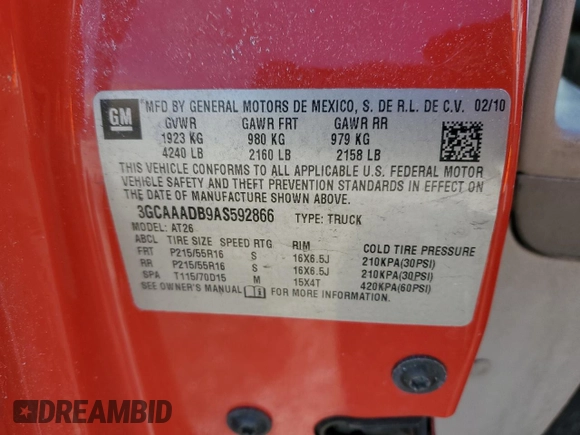 GM
MFD BY GENERAL MOTORS DE MEXICO, S. DE R.L. DE C.V. 02/10
GVWR GAWR FRT GAWR RR
1923 KG 980 KG 979 KG
4240 LB 2160 LB 2158 LB
THIS VEHICLE CONFORMS TO ALL APPLICABLE U.S. FEDERAL MOTOR
VEHICLE SAFETY AND THEFT PREVENTION STANDARDS IN EFFECT ON
THE DATE OF MANUFACTURE SHOWN ABOVE.
3GCAAADB9AS592866 TYPE: TRUCK
MODEL: AT26
ABCL TIRE SIZE SPEED RTG RIM COLD TIRE PRESSURE
FRT P215/55R16 S 16X6.5J 210KPA(30PSI)
RR P215/55R16 S 16X6.5J 210KPA(30PSI)
SPA T115/70D15 M 15X4T 420KPA(60PSI)
SEE OWNER'S MANUAL FOR MORE INFORMATION.
DREAMBID